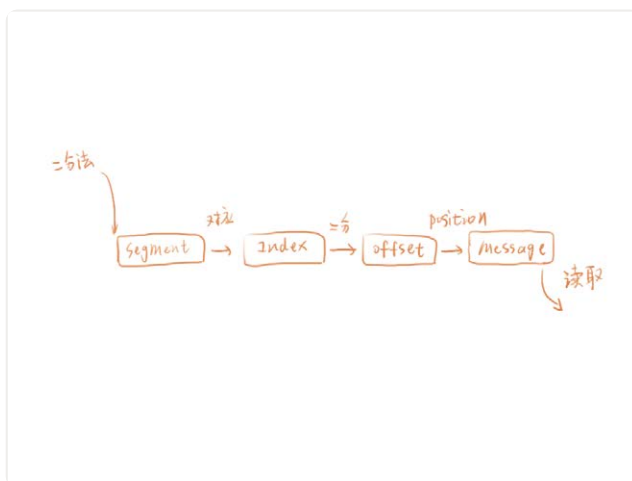 二分法
segment
对应
Index
二分
offset
position
message
读取